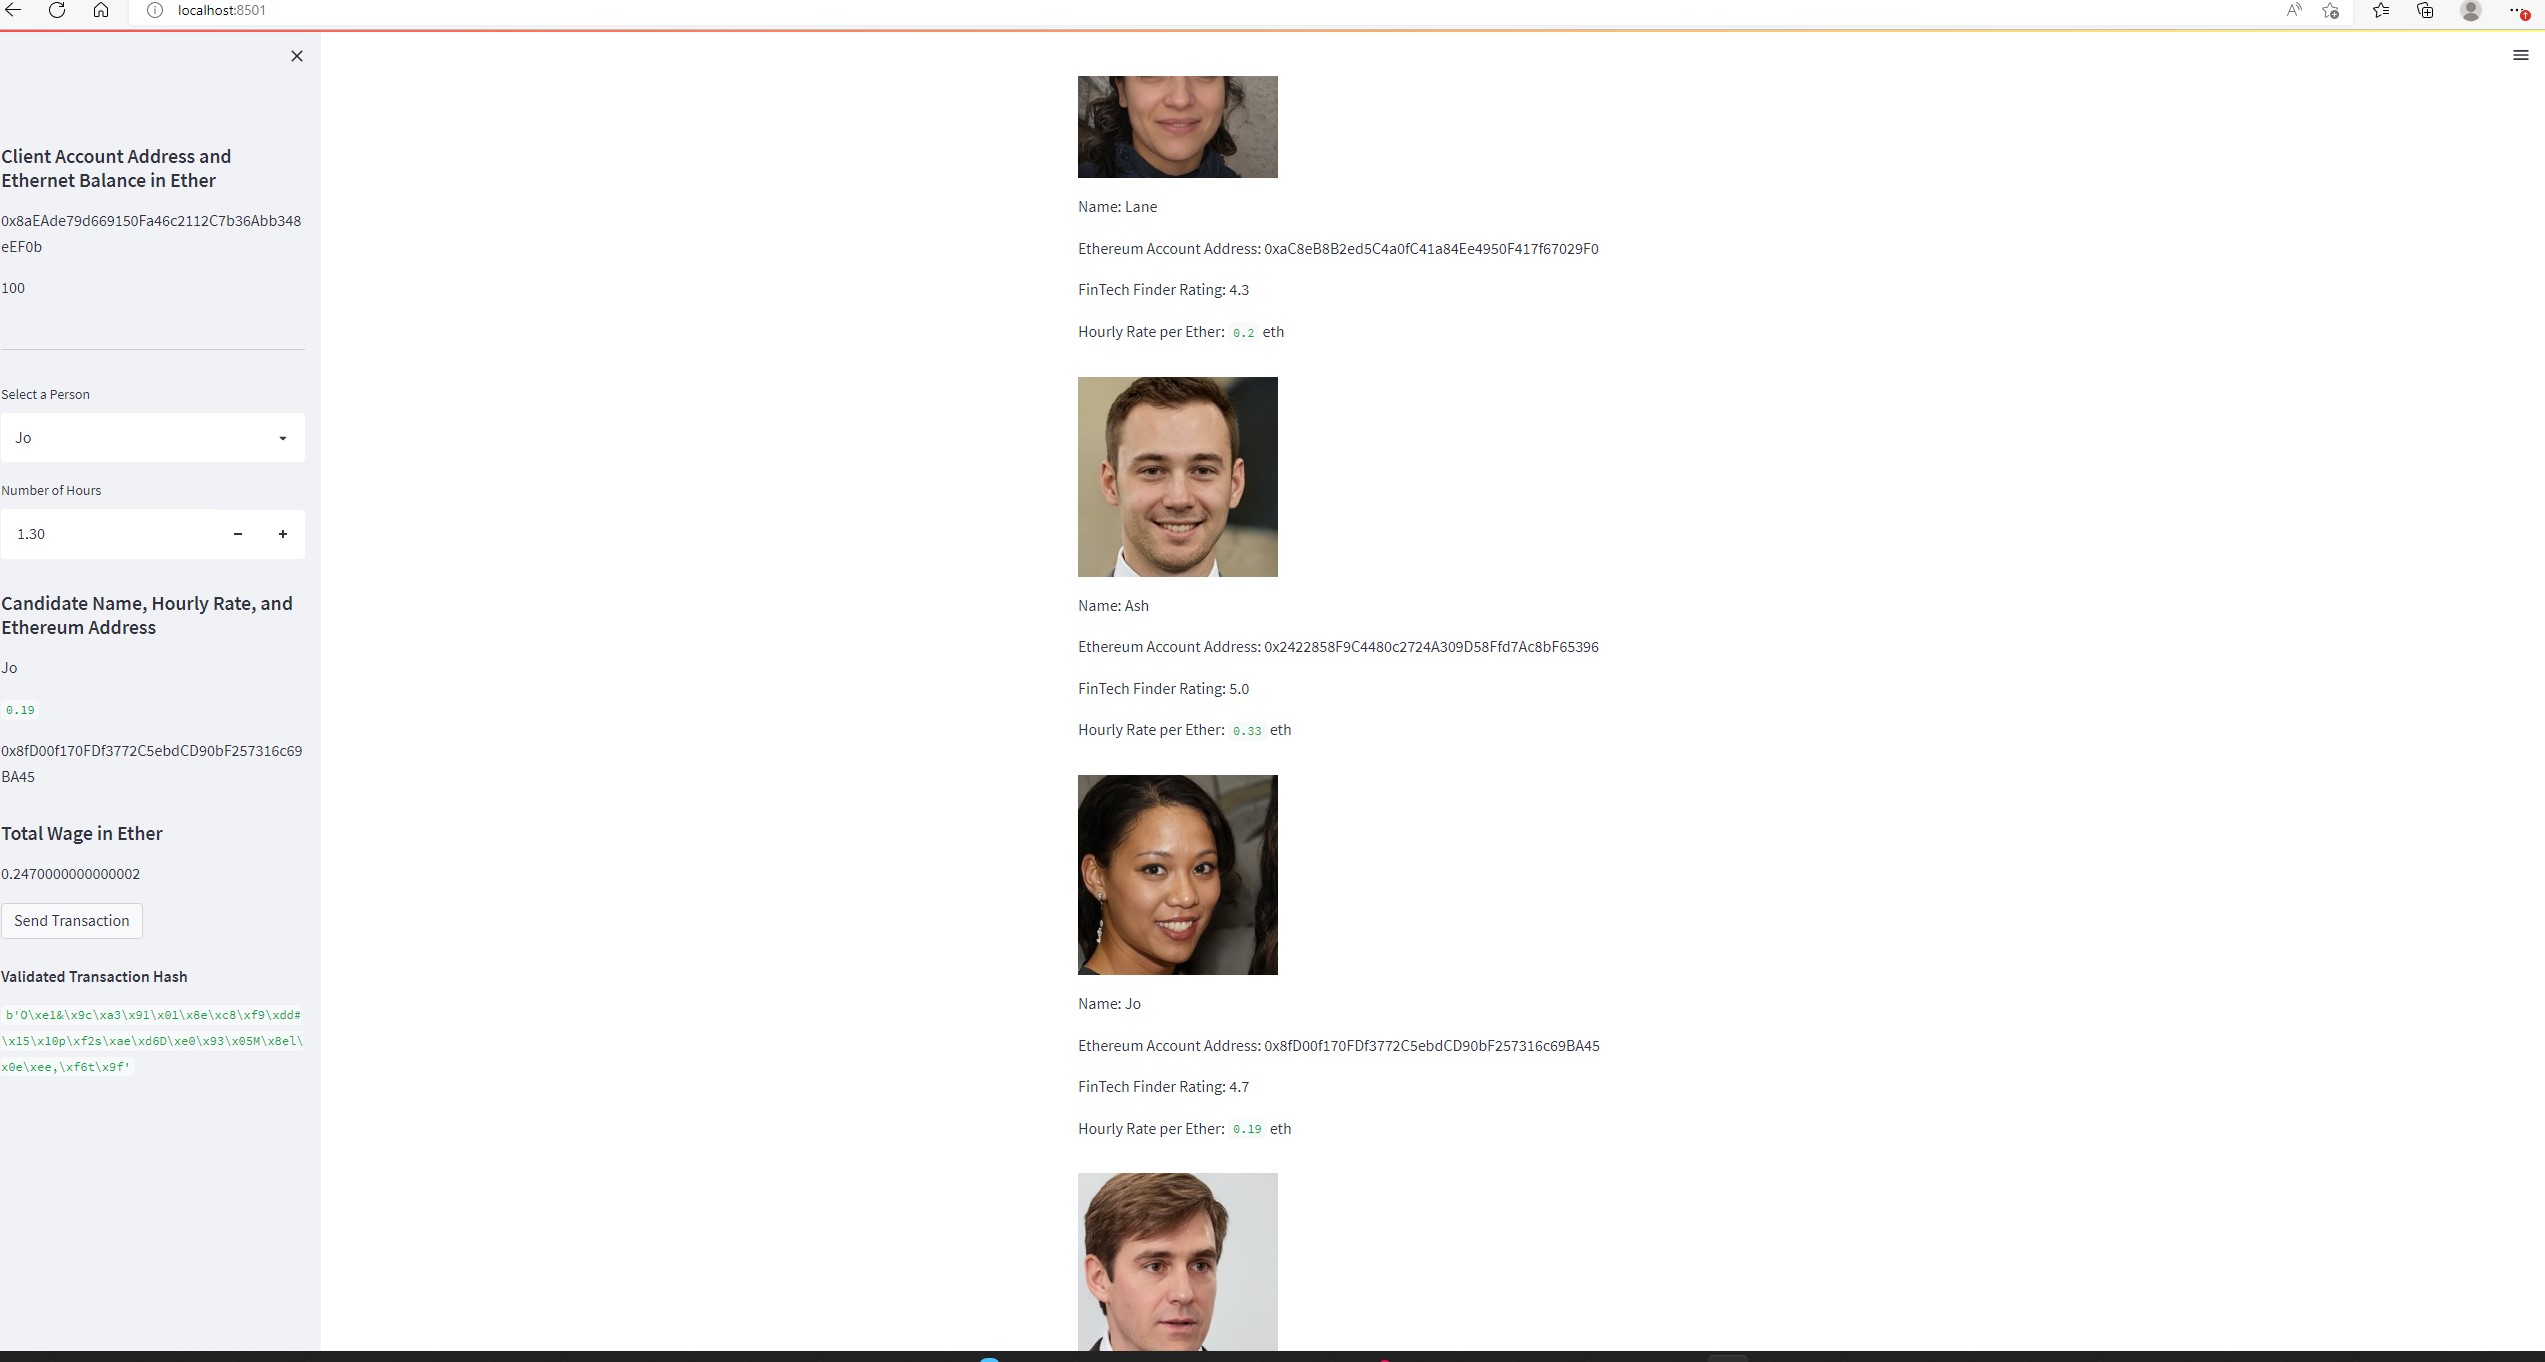 localhost:8501
Client Account Address and
Ethernet Balance in Ether
0x8aEAde79d669150Fa46c2112C7b36Abb348
eEF0b
100
Select a Person
Jo
Number of Hours
1.30
Candidate Name, Hourly Rate, and
Ethereum Address
Jo
0.19
0x8fD00f170FDf3772C5ebdCD90bF257316c69
BA45
Total Wage in Ether
0.2470000000000002
Send Transaction
Validated Transaction Hash
b'O\xe1&\x9c\xa3\x91\x01\x8e\xc8\xf9\xdd#
\x15\x10p\xf2s\xae\xd6D\xe0\x93\x05M\x8el\
x0e\xee,\xf6t\x9f'
Name: Lane
Ethereum Account Address: 0xaC8eB8B2ed5C4a0fC41a84Ee4950F417f67029F0
FinTech Finder Rating: 4.3
Hourly Rate per Ether: 0.2 eth
Name: Ash
Ethereum Account Address: 0x2422858F9C4480c2724A309D58Ffd7Ac8bF65396
FinTech Finder Rating: 5.0
Hourly Rate per Ether: 0.33 eth
Name: Jo
Ethereum Account Address: 0x8fD00f170FDf3772C5ebdCD90bF257316c69BA45
FinTech Finder Rating: 4.7
Hourly Rate per Ether: 0.19 eth